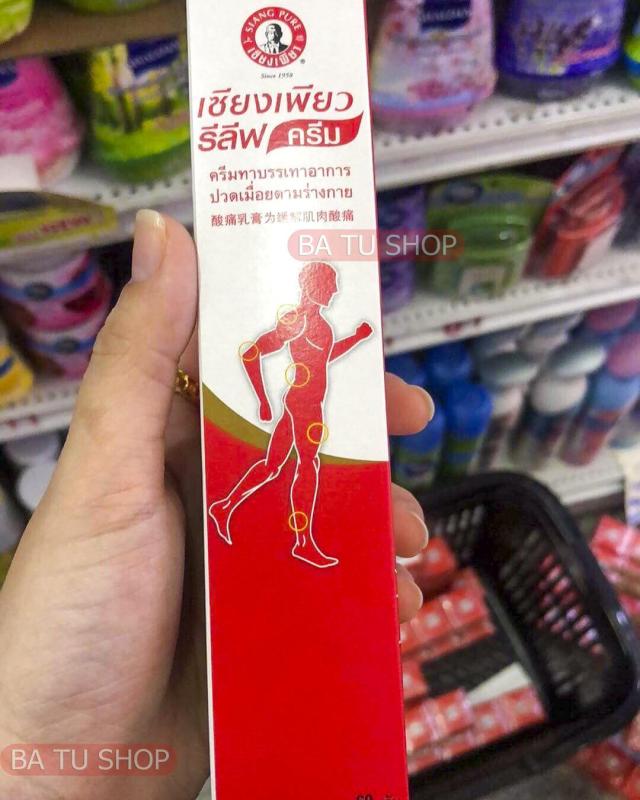 SIANG PURE
เซียงเพียว
®
Since 1958
เซียงเพียว
รีลีฟ ครีม
ครีมทาบรรเทาอาการ
ปวดเมื่อยตามร่างกาย
酸痛乳膏为缓解肌肉酸痛
BA TU SHOP
BA TU SHOP